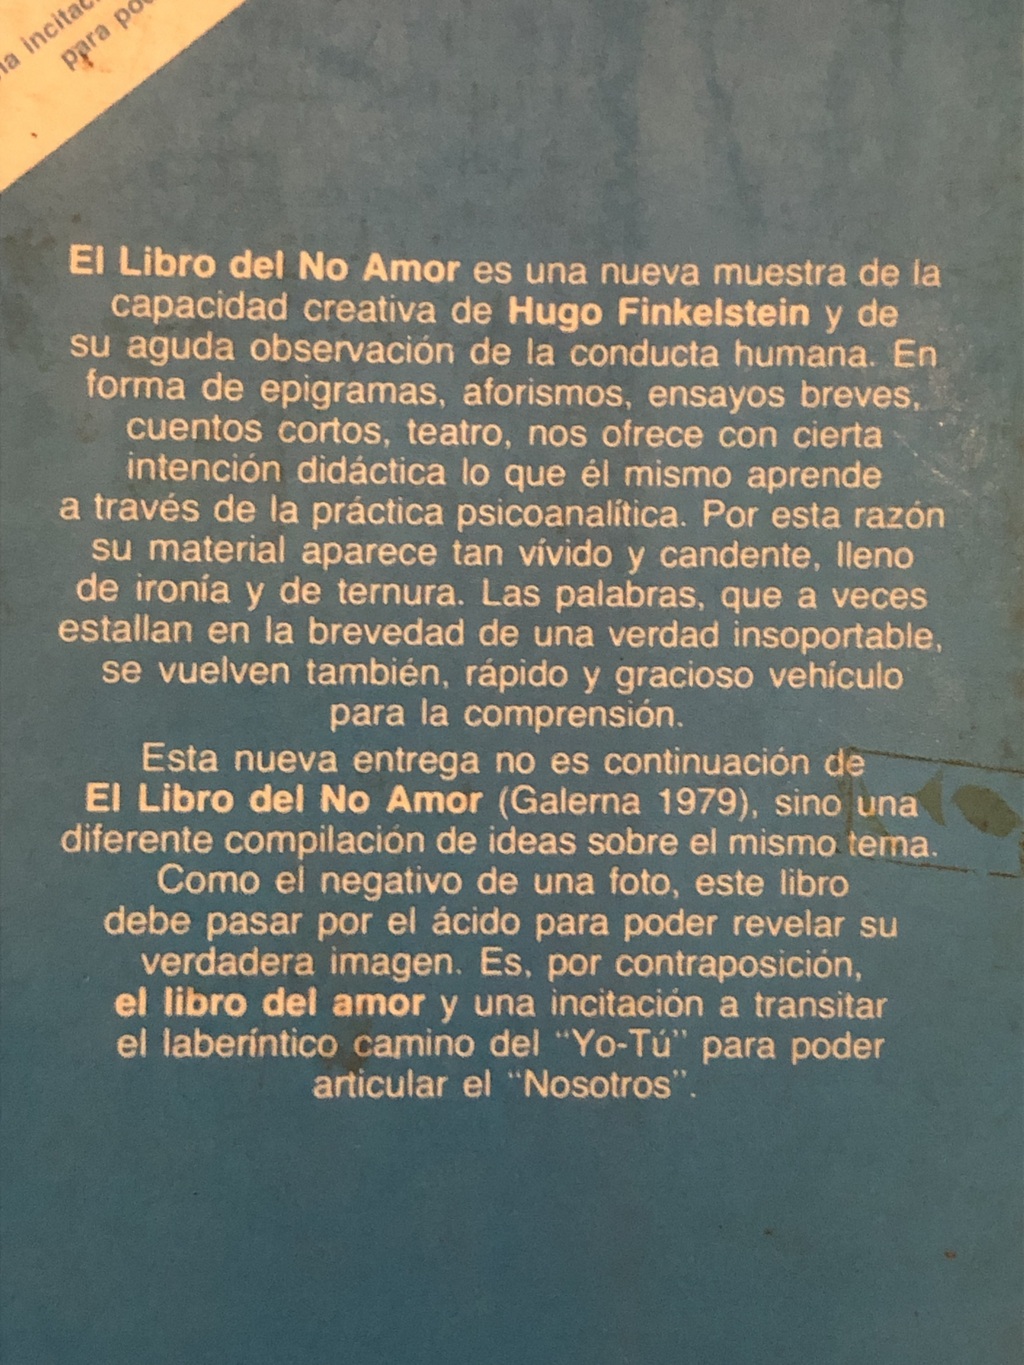 incitac
para
El Libro del No Amor es una nueva muestra de la
capacidad creativa de Hugo Finkelstein y de
su aguda observación de la conducta humana. En
forma de epigramas, aforismos, ensayos breves,
cuentos cortos, teatro, nos ofrece con cierta
intención didáctica lo que él mismo aprende
a través de la práctica psicoanalítica. Por esta razón
su material aparece tan vívido y candente, lleno
de ironía y de ternura. Las palabras, que a veces
estallan en la brevedad de una verdad insoportable,
se vuelven también, rápido y gracioso vehículo
para la comprensión.
Esta nueva entrega no es continuación de
El Libro del No Amor (Galerna 1979), sino una
diferente compilación de ideas sobre el mismo tema.
Como el negativo de una foto, este libro
debe pasar por el ácido para poder revelar su
verdadera imagen. Es, por contraposición,
el libro del amor y una incitación a transitar
el laberíntico camino del "Yo-Tú" para poder
articular el "Nosotros".